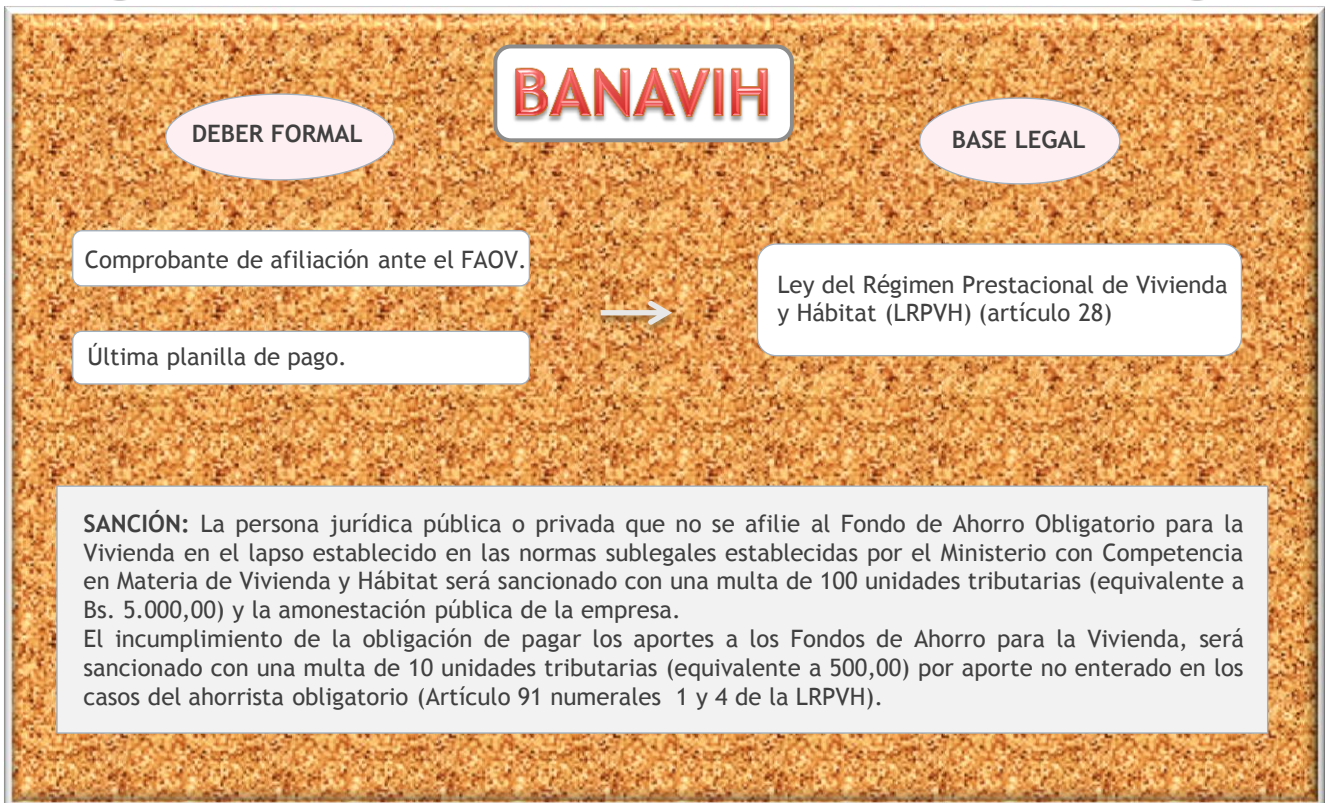 BANAVIH
DEBER FORMAL
BASE LEGAL
Comprobante de afiliación ante el FAOV.
Última planilla de pago.
Ley del Régimen Prestacional de Vivienda
y Hábitat (LRPVH) (artículo 28)
SANCIÓN: La persona jurídica pública o privada que no se afilie al Fondo de Ahorro Obligatorio para la
Vivienda en el lapso establecido en las normas sublegales establecidas por el Ministerio con Competencia
en Materia de Vivienda y Hábitat será sancionado con una multa de 100 unidades tributarias (equivalente a
Bs. 5.000,00) y la amonestación pública de la empresa.
El incumplimiento de la obligación de pagar los aportes a los Fondos de Ahorro para la Vivienda, será
sancionado con una multa de 10 unidades tributarias (equivalente a 500,00) por aporte no enterado en los
casos del ahorrista obligatorio (Artículo 91 numerales 1 y 4 de la LRPVH).